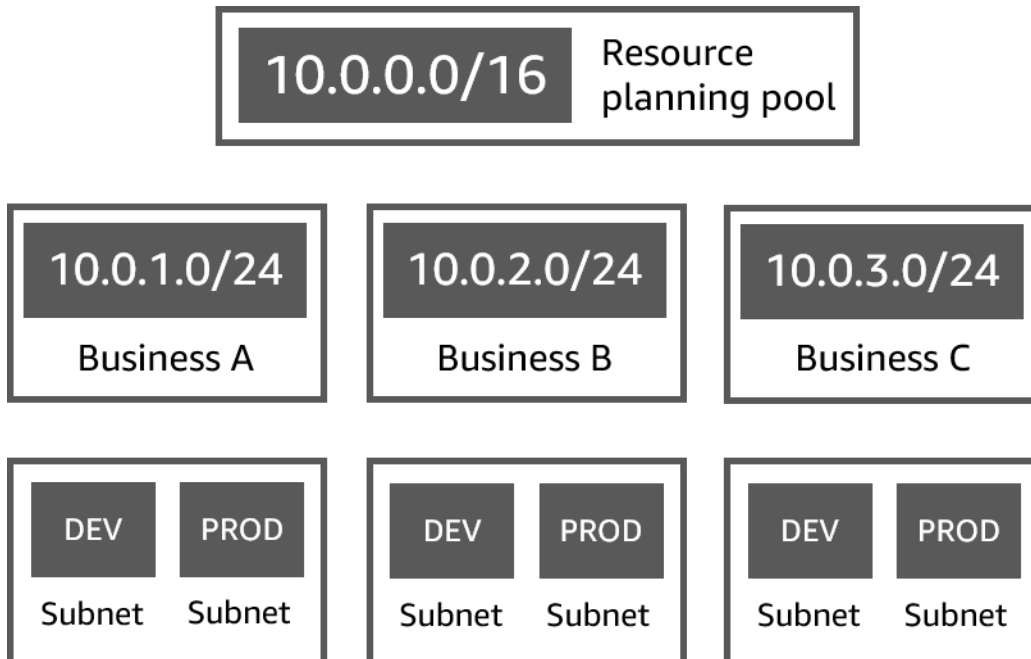 10.0.0.0/16
Resource
planning pool
10.0.1.0/24
Business A
10.0.2.0/24
Business B
10.0.3.0/24
Business C
DEV
PROD
Subnet
Subnet
DEV
PROD
Subnet
Subnet
DEV
PROD
Subnet
Subnet